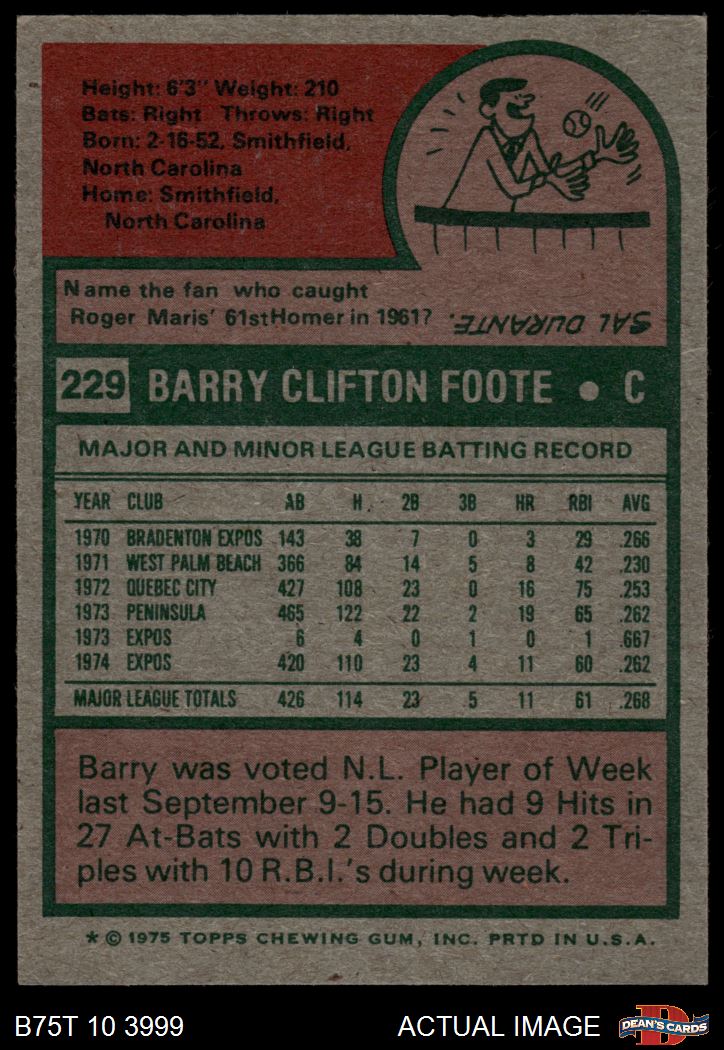 Height: 6'3" Weight: 210
Bats: Right Throws: Right
Born: 2-16-52, Smithfield,
North Carolina
Home: Smithfield,
North Carolina
Name the fan who caught
Roger Maris' 61st Homer in 1961?
SAL DURANTE.
229 BARRY CLIFTON FOOTE • C
MAJOR AND MINOR LEAGUE BATTING RECORD
YEAR CLUB AB H. 2B 3B HR RBI AVG
1970 BRADENTON EXPOS 143 38 7 0 3 29 .266
1971 WEST PALM BEACH 366 84 14 5 8 42 .230
1972 QUEBEC CITY 427 108 23 0 16 75 .253
1973 PENINSULA 465 122 22 2 19 65 .262
1973 EXPOS 6 4 0 1 0 1 .667
1974 EXPOS 420 110 23 4 11 60 .262
MAJOR LEAGUE TOTALS 426 114 23 5 11 61 .268
Barry was voted N.L. Player of Week
last September 9-15. He had 9 Hits in
27 At-Bats with 2 Doubles and 2 Tri-
ples with 10 R.B.I.'s during week.
* © 1975 TOPPS CHEWING GUM, INC. PRTD IN U.S.A.
B75T 10 3999 ACTUAL IMAGE
D
DEAN'S CARDS